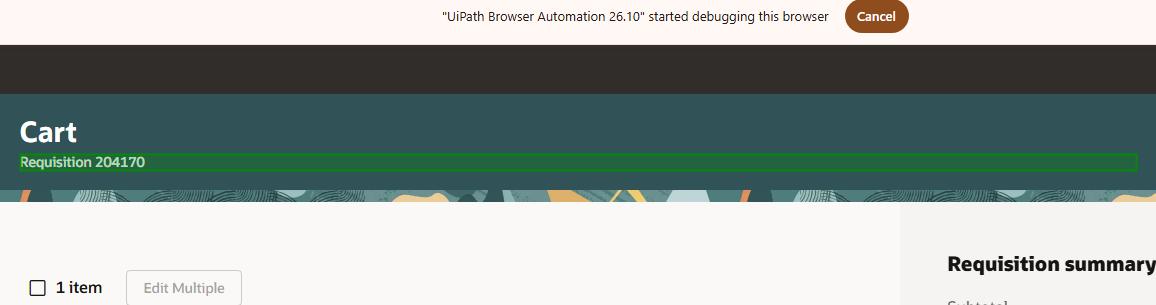 "UiPath Browser Automation 26.10" started debugging this browser
Cancel
Cart
Requisition 204170
1 item
Edit Multiple
Requisition summary
Subtotal